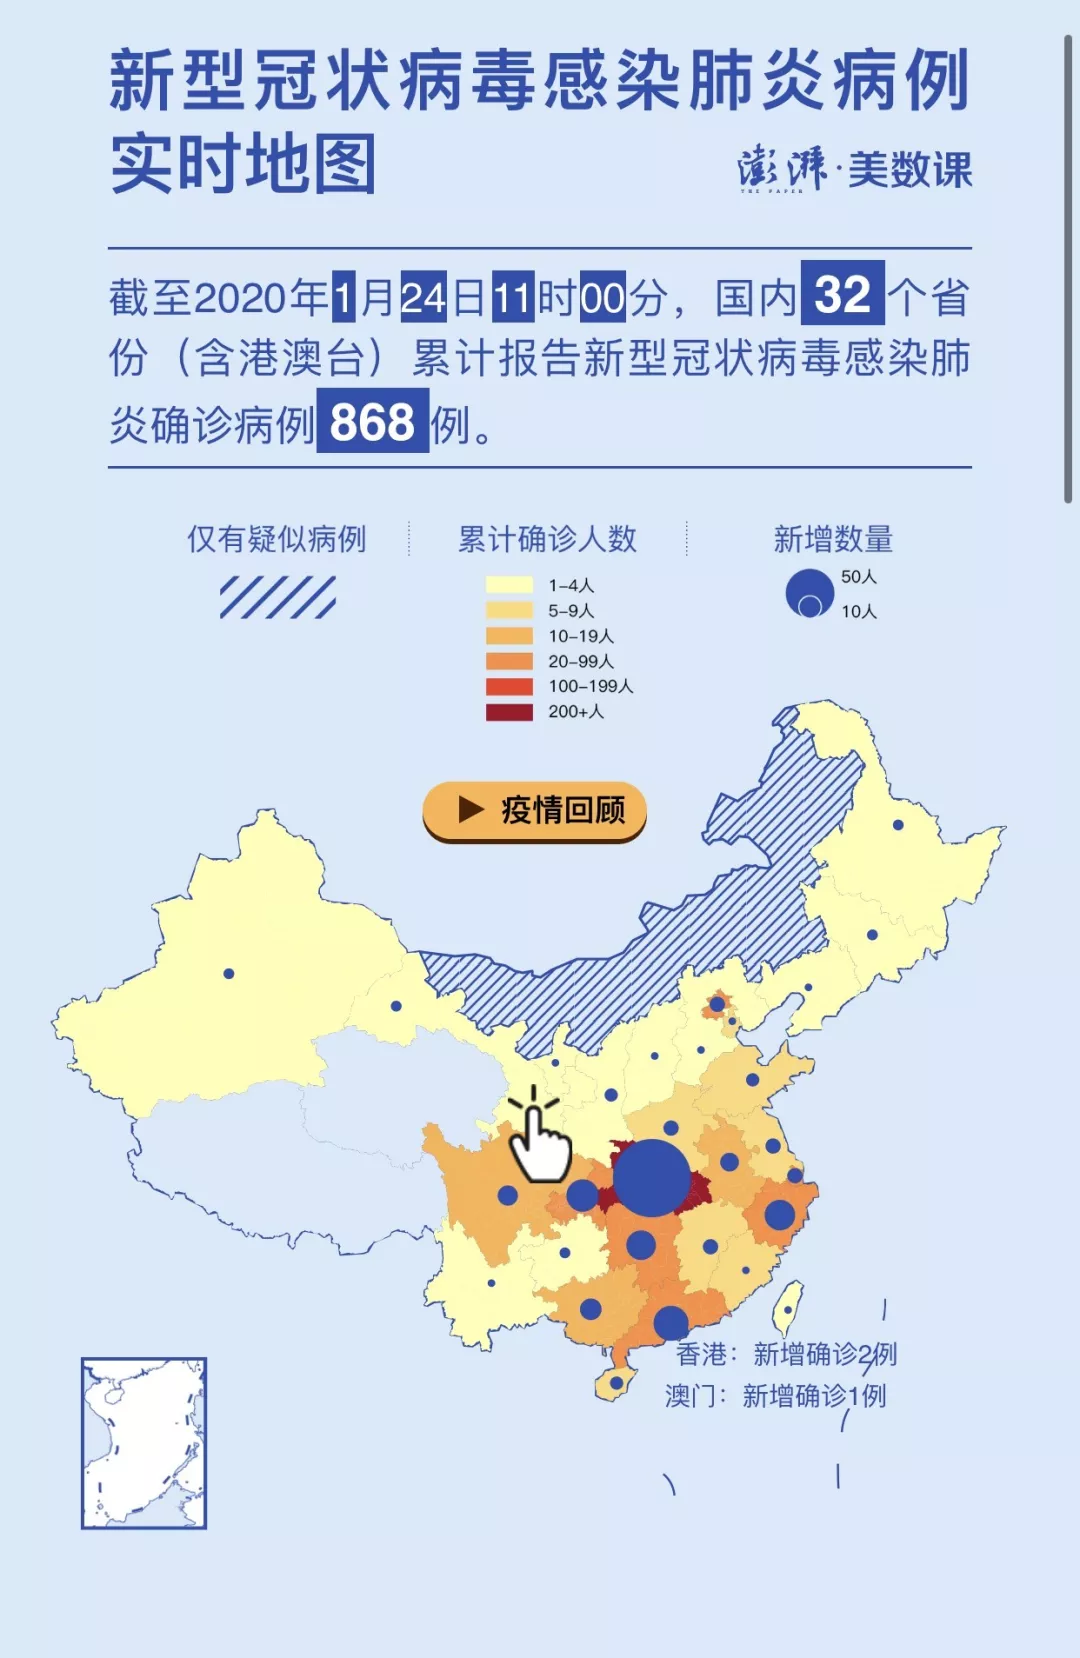 新型冠状病毒感染肺炎病例
实时地图
澎湃·美数课
THE PAPER
截至2020年1月24日11时00分，国内32个省
份（含港澳台）累计报告新型冠状病毒感染肺
炎确诊病例868例。
仅有疑似病例
累计确诊人数
新增数量
1-4人
5-9人
10-19人
20-99人
100-199人
200+人
50人
10人
疫情回顾
香港：新增确诊2例
澳门：新增确诊1例